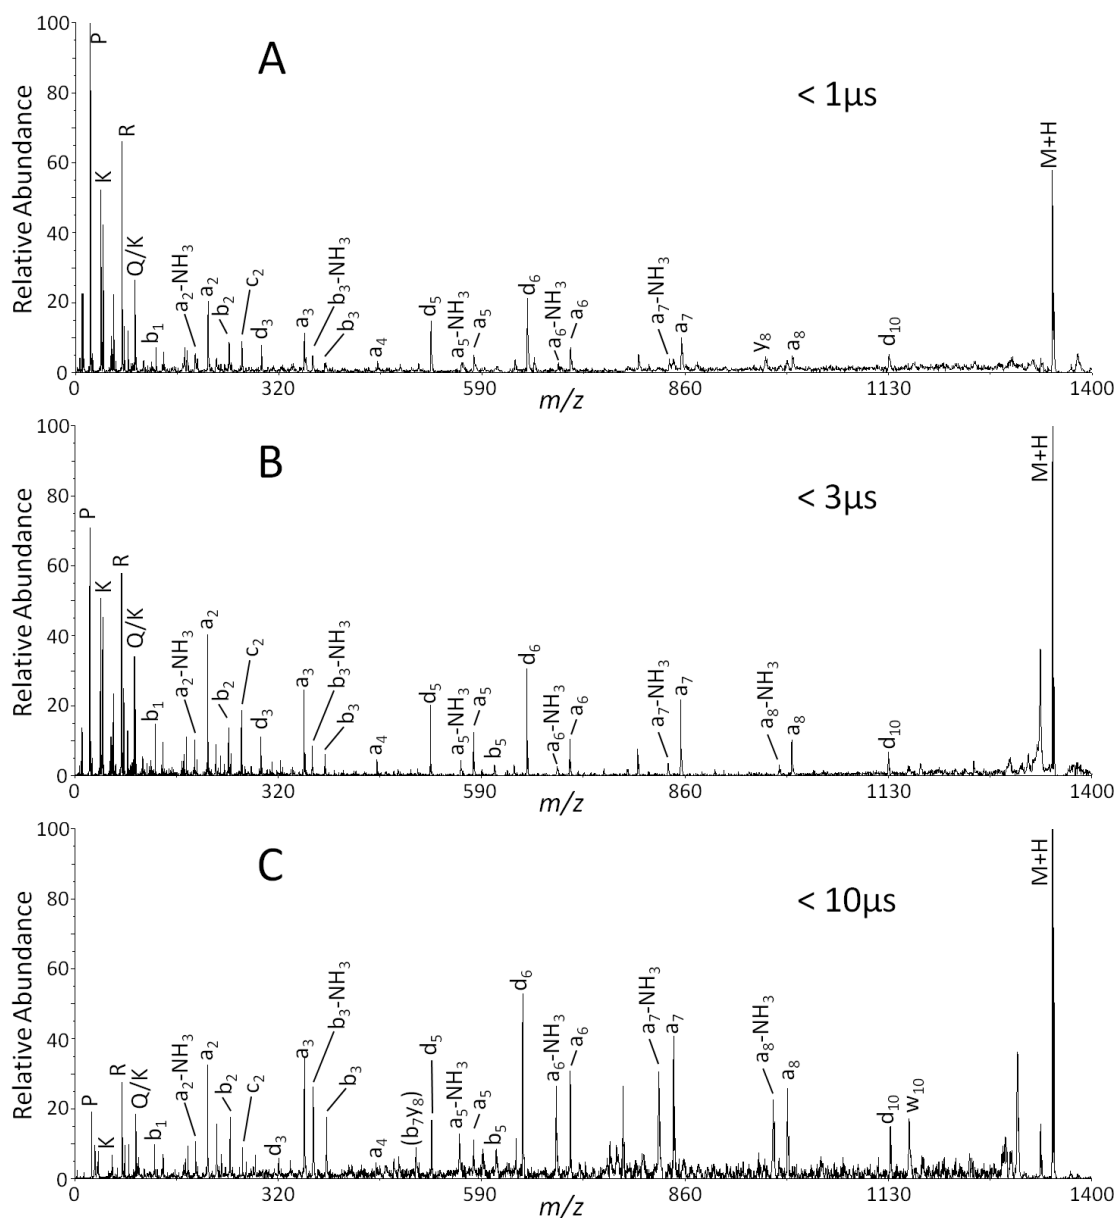 A
< 1µs
Relative Abundance
100
80
60
40
20
0
P
K
R
Q/K
b1
a2-NH3
a2
b2
c2
d3
a3
b3-NH3
b3
a4
d5
a5-NH3
a5
d6
a6-NH3
a6
a7-NH3
a7
y8
a8
d10
M+H
0 320 590 860 1130 1400
m/z
B
< 3µs
Relative Abundance
100
80
60
40
20
0
P
K
R
Q/K
b1
a2-NH3
a2
b2
c2
d3
a3
b3-NH3
b3
a4
d5
a5-NH3
a5
b5
d6
a6-NH3
a6
a7-NH3
a7
a8-NH3
a8
d10
M+H
0 320 590 860 1130 1400
m/z
C
< 10µs
Relative Abundance
100
80
60
40
20
0
P
K
R
Q/K
b1
a2-NH3
a2
b2
c2
d3
a3
b3-NH3
b3
a4
(b7y8)
d5
a5-NH3
a5
b5
d6
a6-NH3
a6
a7-NH3
a7
a8-NH3
a8
d10
w10
M+H
0 320 590 860 1130 1400
m/z